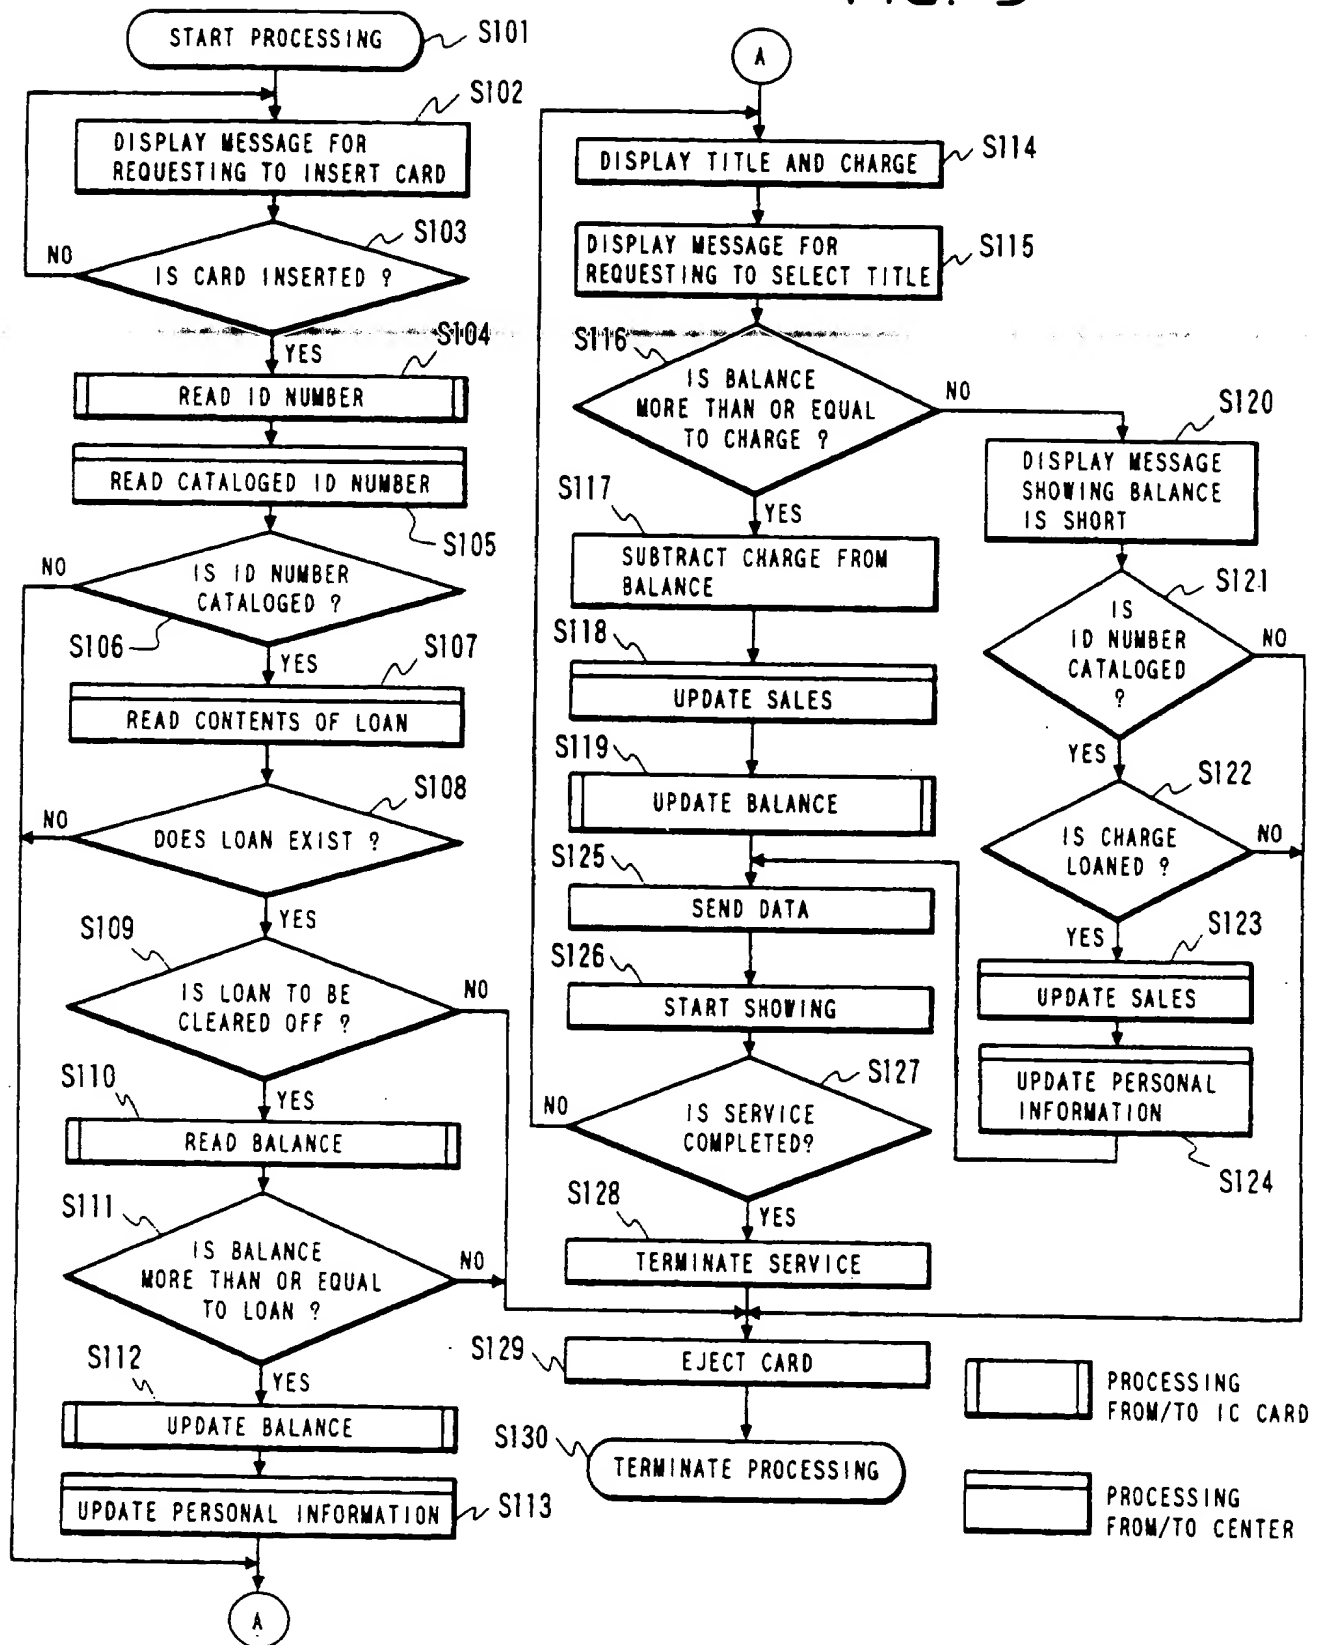 START PROCESSING
S101
S102
DISPLAY MESSAGE FOR
REQUESTING TO INSERT CARD
S103
NO
IS CARD INSERTED ?
YES
S104
READ ID NUMBER
READ CATALOGED ID NUMBER
S105
NO
IS ID NUMBER
CATALOGED ?
S106
YES
S107
READ CONTENTS OF LOAN
S108
NO
DOES LOAN EXIST ?
YES
S109
IS LOAN TO BE
CLEARED OFF ?
NO
S110
YES
READ BALANCE
S111
IS BALANCE
MORE THAN OR EQUAL
TO LOAN ?
NO
S112
YES
UPDATE BALANCE
UPDATE PERSONAL INFORMATION
S113
A
A
DISPLAY TITLE AND CHARGE
S114
DISPLAY MESSAGE FOR
REQUESTING TO SELECT TITLE
S115
S116
IS BALANCE
MORE THAN OR EQUAL
TO CHARGE ?
NO
S117
YES
SUBTRACT CHARGE FROM
BALANCE
S118
UPDATE SALES
S119
UPDATE BALANCE
S125
SEND DATA
S126
START SHOWING
S127
NO
IS SERVICE
COMPLETED?
S128
YES
TERMINATE SERVICE
S129
EJECT CARD
S130
TERMINATE PROCESSING
S120
DISPLAY MESSAGE
SHOWING BALANCE
IS SHORT
S121
IS
ID NUMBER
CATALOGED
?
NO
YES
S122
IS CHARGE
LOANED ?
NO
YES
S123
UPDATE SALES
UPDATE PERSONAL
INFORMATION
S124
PROCESSING
FROM/TO IC CARD
PROCESSING
FROM/TO CENTER